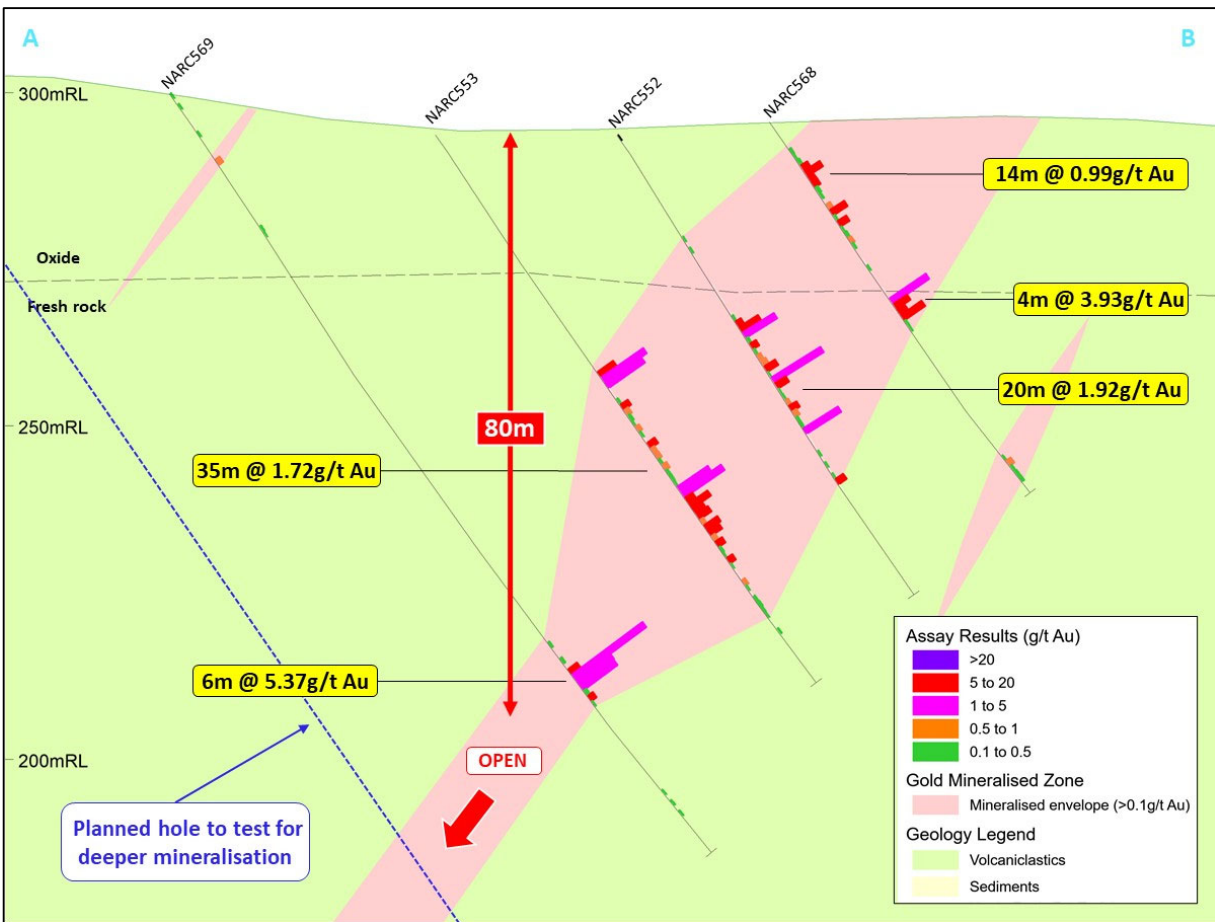 A
B
NARC569
NARC553
NARC552
NARC568
300mRL
14m @ 0.99g/t Au
Oxide
Fresh rock
4m @ 3.93g/t Au
20m @ 1.92g/t Au
250mRL
80m
35m @ 1.72g/t Au
6m @ 5.37g/t Au
200mRL
OPEN
Planned hole to test for
deeper mineralisation
Assay Results (g/t Au)
>20
5 to 20
1 to 5
0.5 to 1
0.1 to 0.5
Gold Mineralised Zone
Mineralised envelope (>0.1g/t Au)
Geology Legend
Volcaniclastics
Sediments